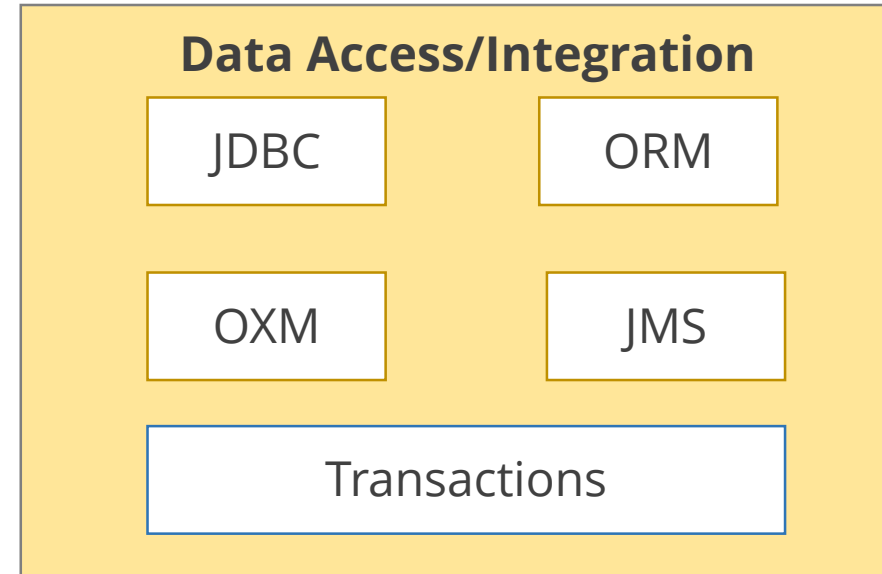 Data Access/Integration
JDBC
ORM
OXM
JMS
Transactions